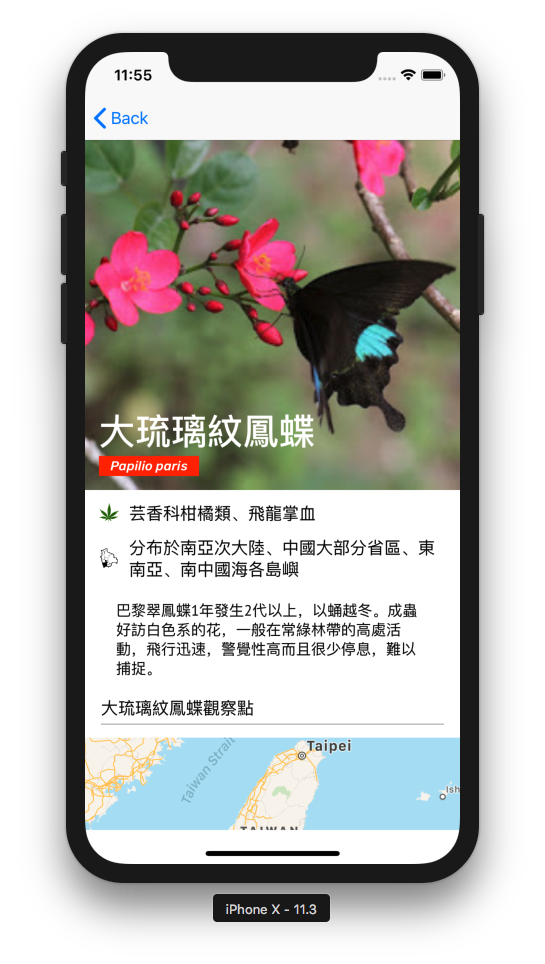 11:55
Back
大琉璃紋鳳蝶
Papilio paris
芸香科柑橘類、飛龍掌血
分布於南亞次大陸、中國大部分省區、東
南亞、南中國海各島嶼
巴黎翠鳳蝶1年發生2代以上，以蛹越冬。成蟲
好訪白色系的花，一般在常綠林帶的高處活
動，飛行迅速，警覺性高而且很少停息，難以
捕捉。
大琉璃紋鳳蝶觀察點
Taipei
Taiwan Strait
Ish
TAIWAN
iPhone X - 11.3